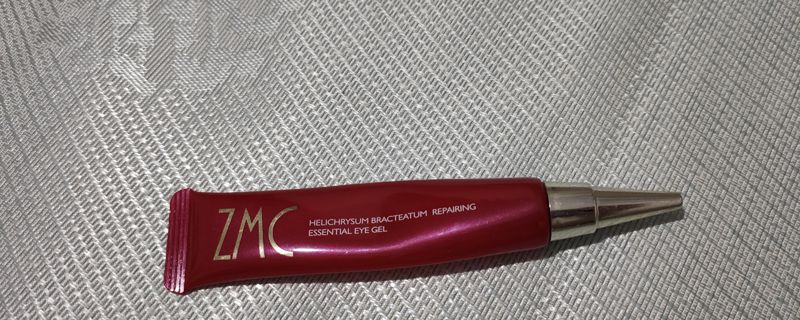 ZMC
HELICHRYSUM BRACTEATUM REPAIRING
ESSENTIAL EYE GEL